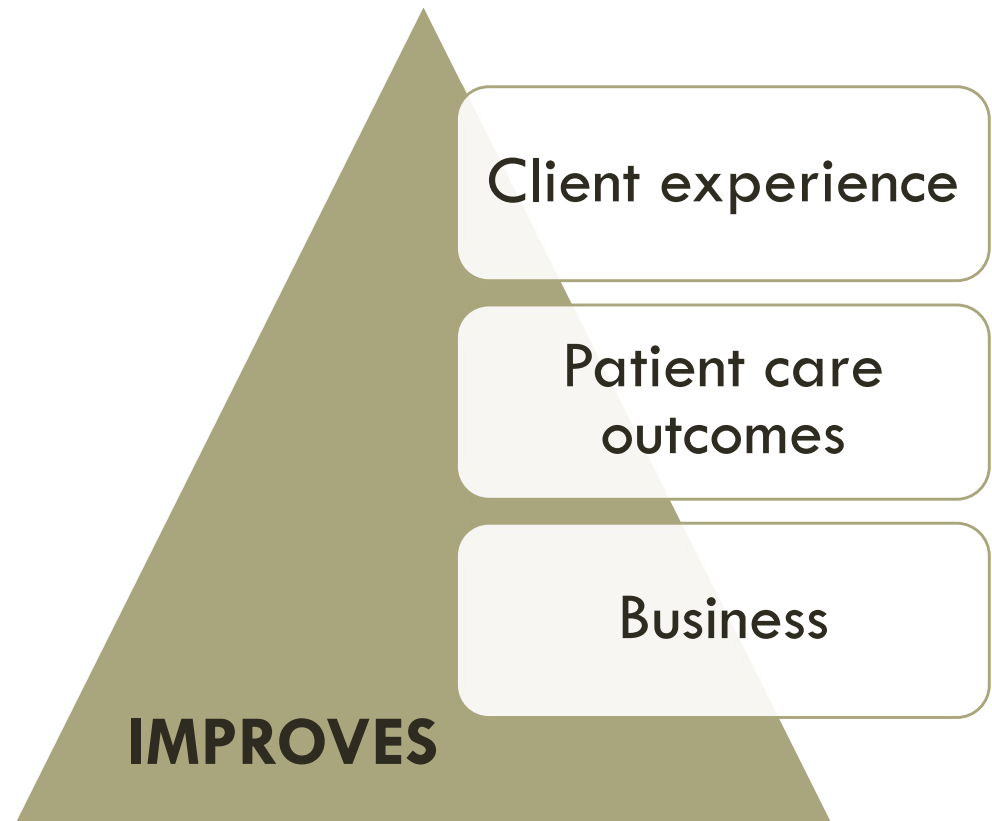 Client experience
Patient care
outcomes
Business
IMPROVES